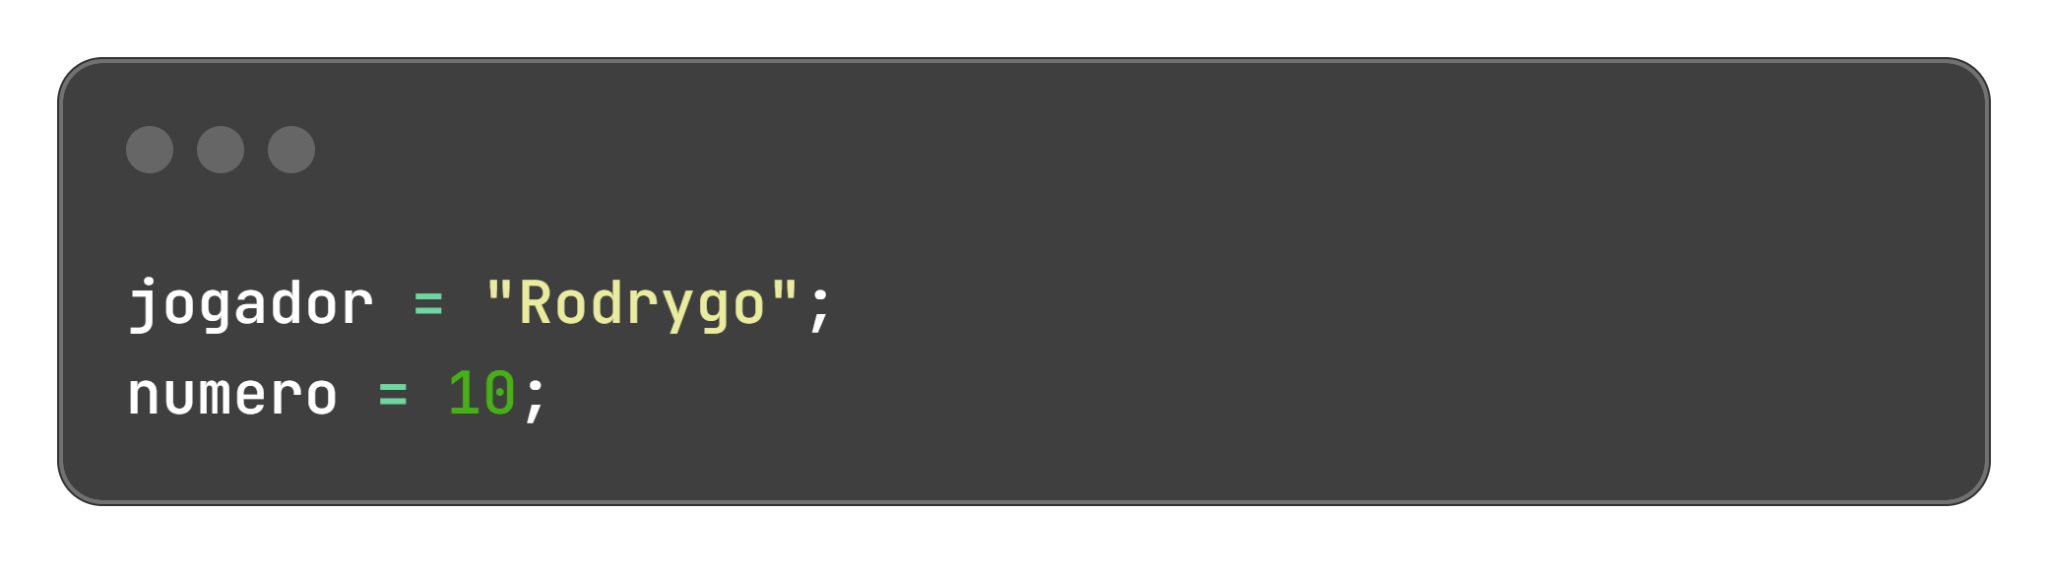 jogador = "Rodrygo";
numero = 10;